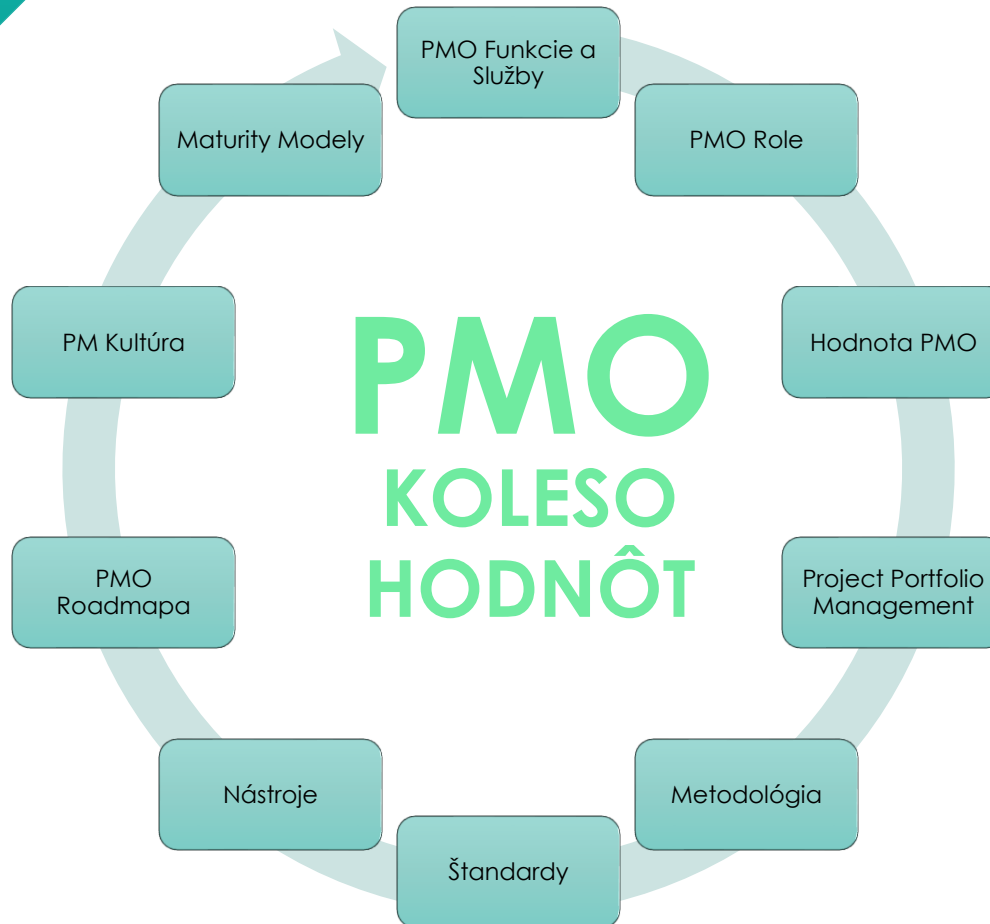 PMO Funkcie a
Služby
PMO Role
Hodnota PMO
Project Portfolio
Management
Metodológia
Štandardy
Nástroje
PMO
Roadmapa
PM Kultúra
Maturity Modely
PMO
KOLESO
HODNÔT